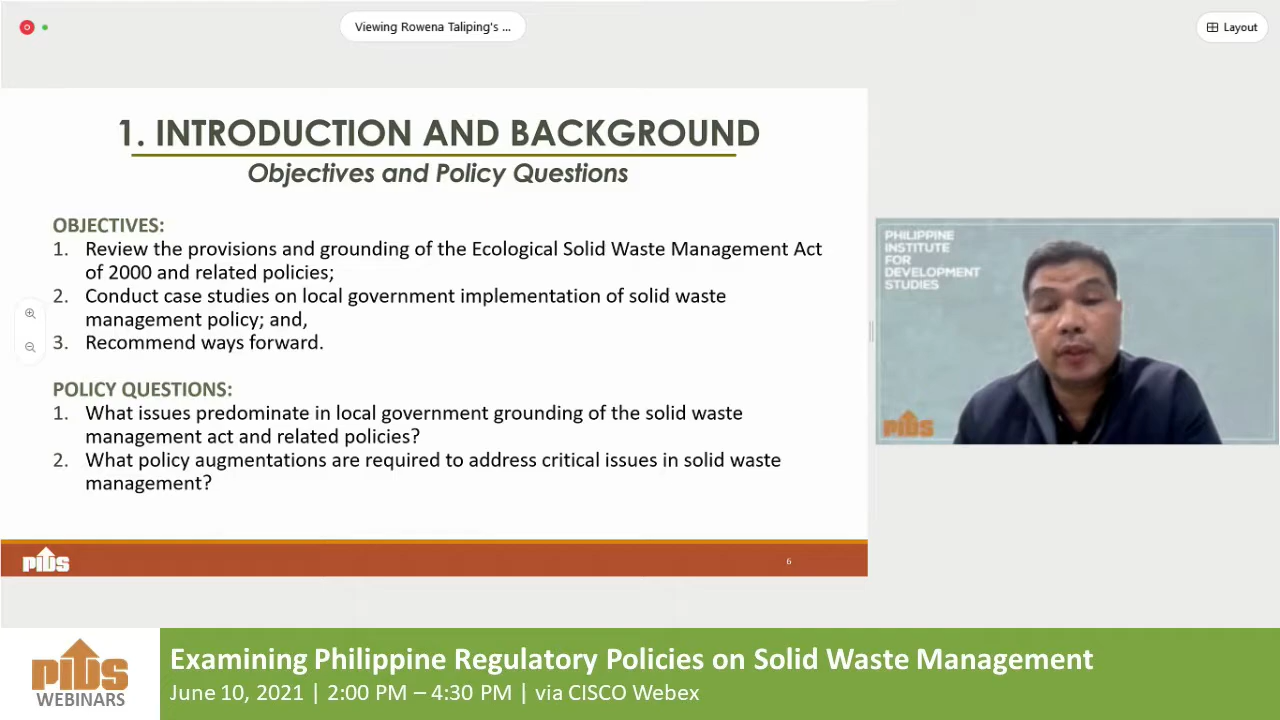 Viewing Rowena Taliping's ...
Layout
1. INTRODUCTION AND BACKGROUND
Objectives and Policy Questions
OBJECTIVES:
1. Review the provisions and grounding of the Ecological Solid Waste Management Act
of 2000 and related policies;
2. Conduct case studies on local government implementation of solid waste
management policy; and,
3. Recommend ways forward.
POLICY QUESTIONS:
1. What issues predominate in local government grounding of the solid waste
management act and related policies?
2. What policy augmentations are required to address critical issues in solid waste
management?
PIDS
6
PHILIPPINE
INSTITUTE
FOR
DEVELOPMENT
STUDIES
PIDS
PIDS
WEBINARS
Examining Philippine Regulatory Policies on Solid Waste Management
June 10, 2021 | 2:00 PM – 4:30 PM | via CISCO Webex